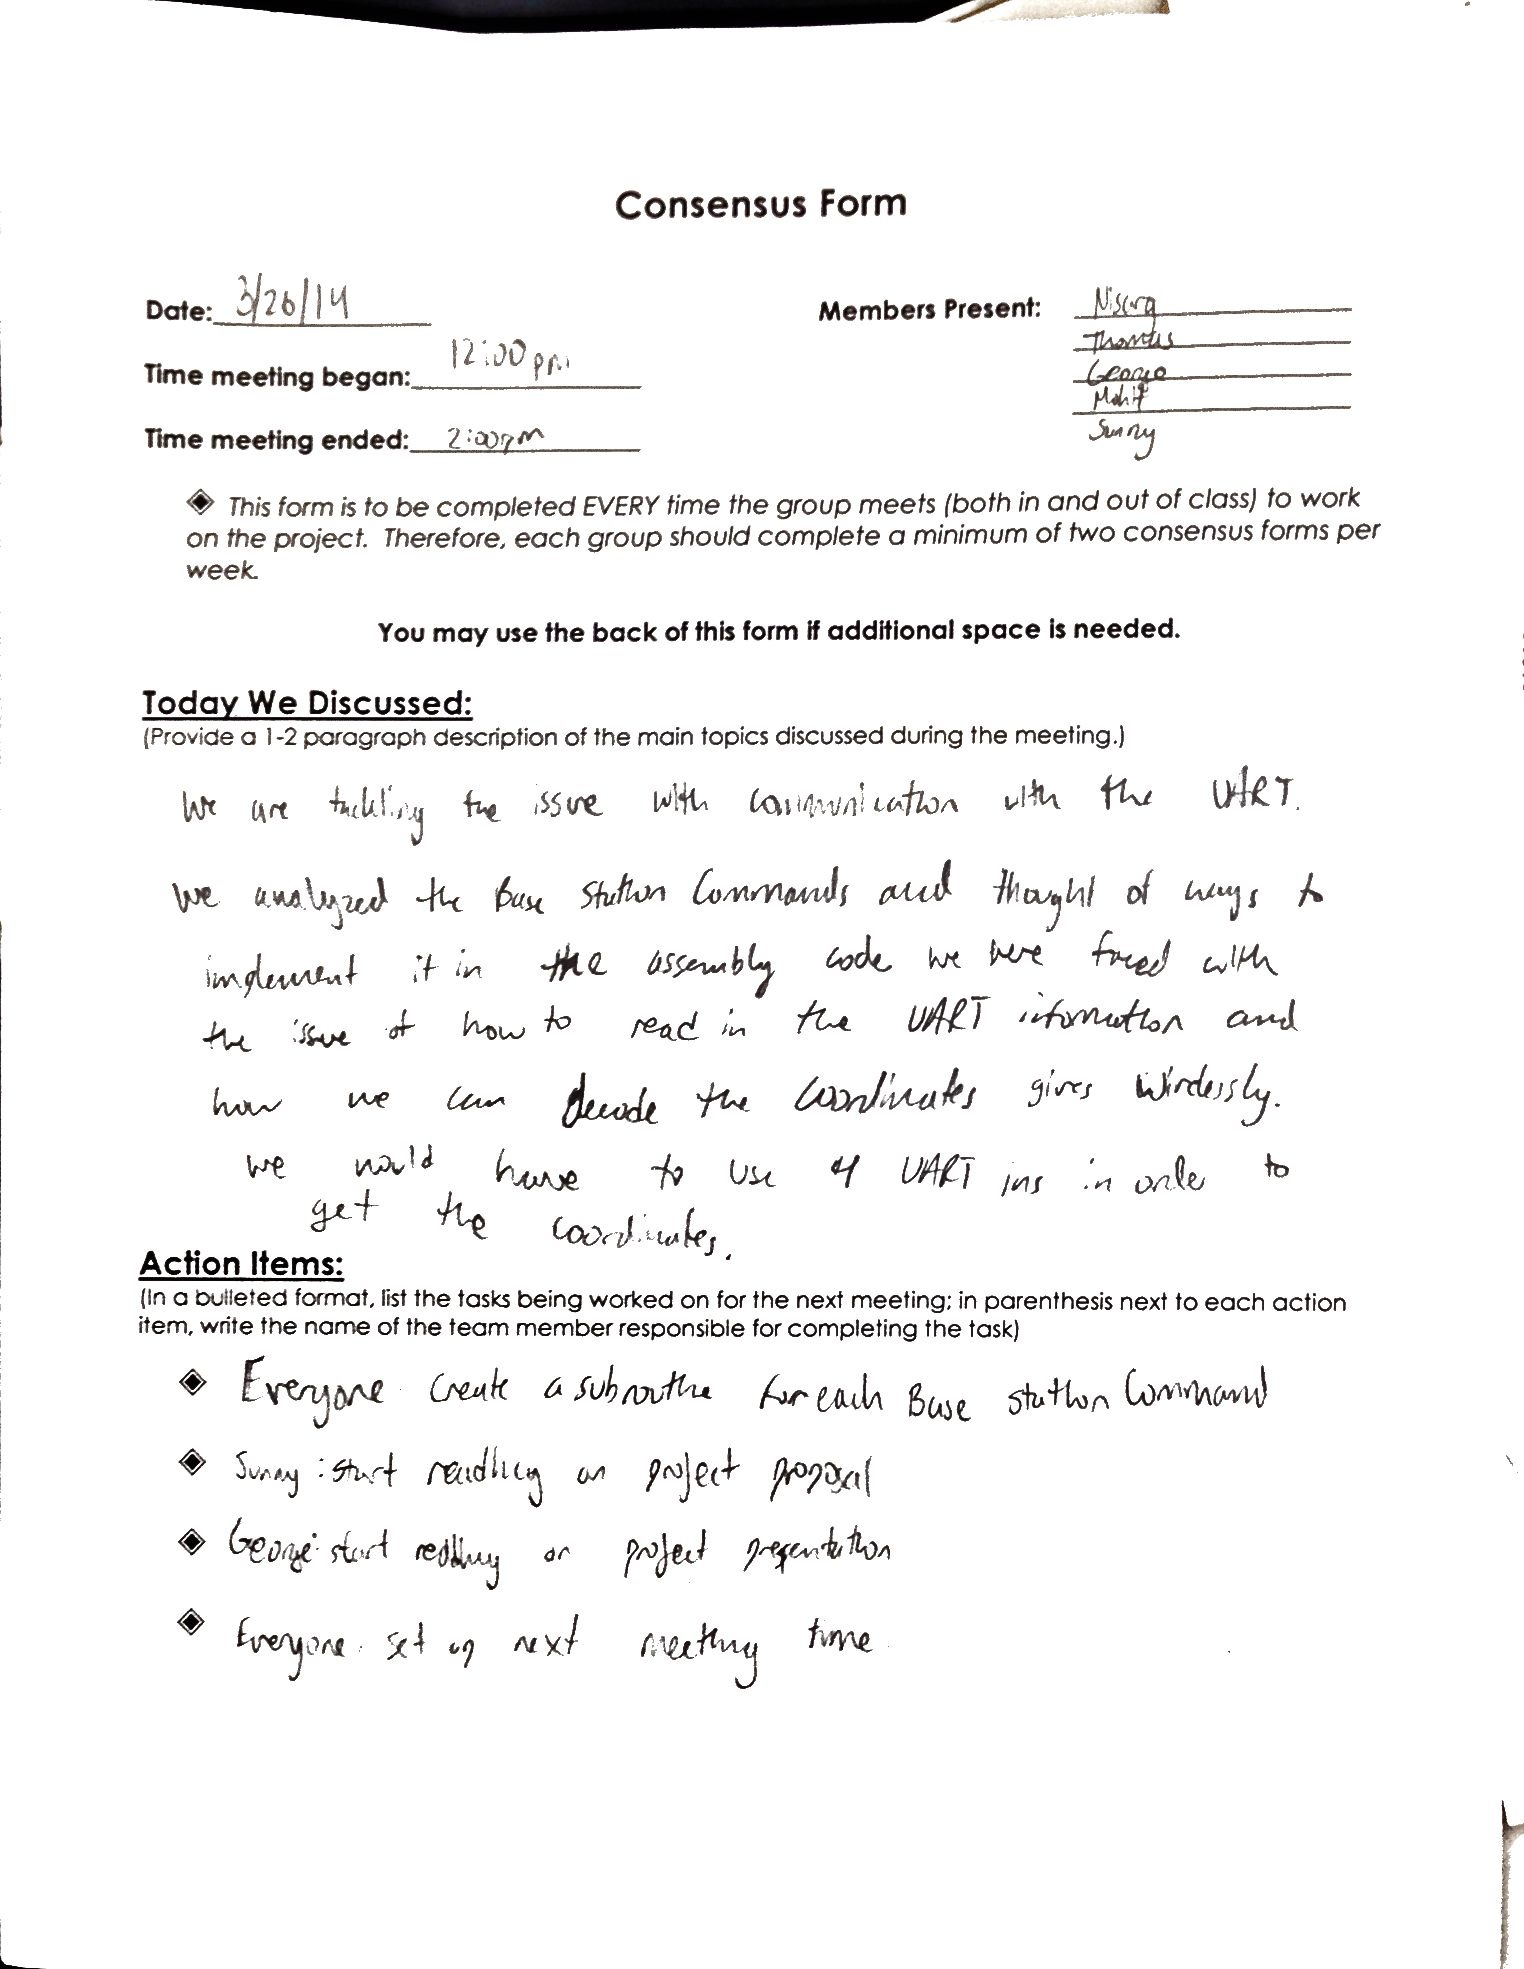 Consensus Form
Date: 3/26/14
Members Present: Nisarg
Thomas
George
Mohit
Sunny
Time meeting began: 12:00 pm
Time meeting ended: 2:00pm
This form is to be completed EVERY time the group meets (both in and out of class) to work
on the project. Therefore, each group should complete a minimum of two consensus forms per
week.
You may use the back of this form if additional space is needed.
Today We Discussed:
(Provide a 1-2 paragraph description of the main topics discussed during the meeting.)
We are tackling the issue with communication with the UART.
We analyzed the Base Station Commands and thought of ways to
implement it in the assembly code we were faced with
the issue of how to read in the UART information and
how we can decode the coordinates gives wirelessly.
We would have to use 4 UART ins in order to
get the coordinates.
Action Items:
(In a bulleted format, list the tasks being worked on for the next meeting; in parenthesis next to each action
item, write the name of the team member responsible for completing the task)
Everyone create a subroutine for each Base station Command
Sunny: start reading on project proposal
George: start reading on project presentation
Everyone: set up next meeting time